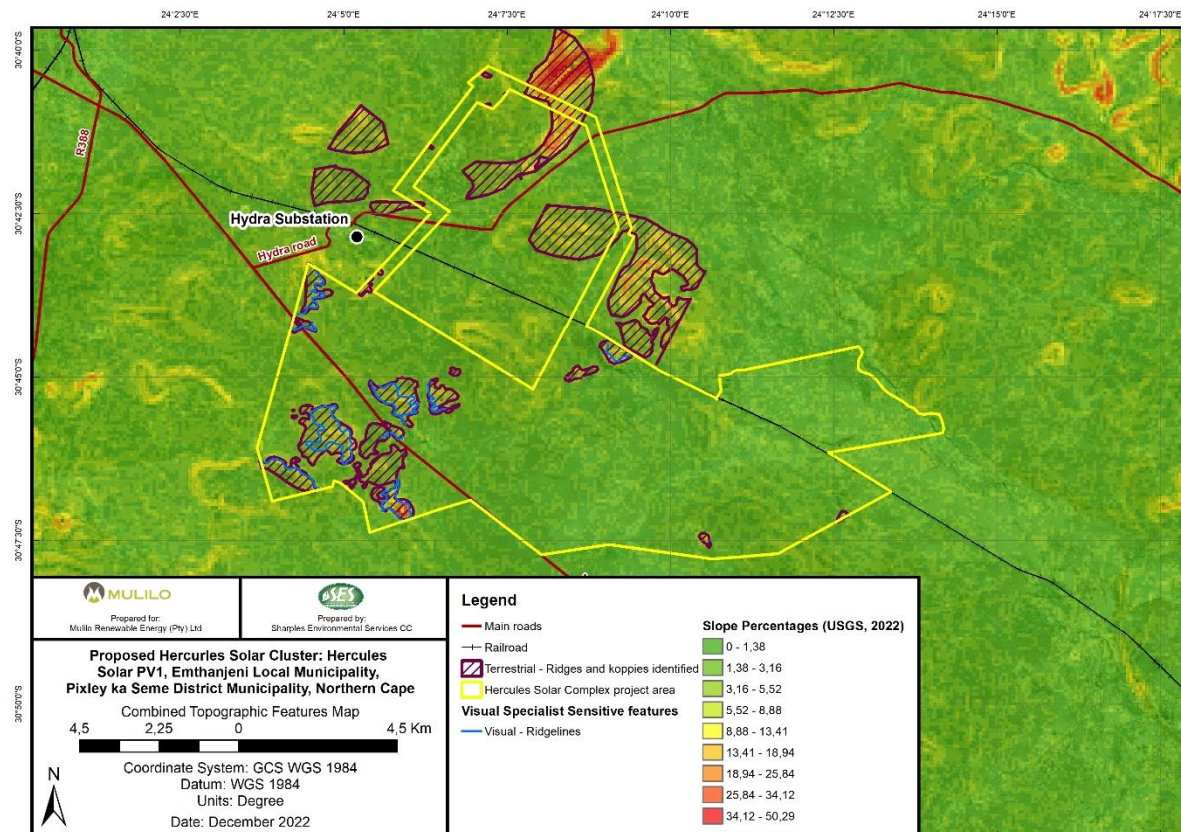 24°2'30"E
24°5'0"E
24°7'30"E
24°10'0"E
24°12'30"E
24°15'0"E
24°17'30"E
30°40'0"S
30°42'30"S
30°45'0"S
30°47'30"S
30°50'0"S
R388
Hydra Substation
Hydra road
MULILO
Prepared for:
Mulilo Renewable Energy (Pty) Ltd
SES
Prepared by:
Sharples Environmental Services CC
Proposed Hercurles Solar Cluster: Hercules
Solar PV1, Emthanjeni Local Municipality,
Pixley ka Seme District Municipality, Northern Cape
Combined Topographic Features Map
4,5 2,25 0 4,5 Km
Coordinate System: GCS WGS 1984
Datum: WGS 1984
Units: Degree
Date: December 2022
N
Legend
Main roads
Railroad
Terrestrial - Ridges and koppies identified
Hercules Solar Complex project area
Visual Specialist Sensitive features
Visual - Ridgelines
Slope Percentages (USGS, 2022)
0 - 1,38
1,38 - 3,16
3,16 - 5,52
5,52 - 8,88
8,88 - 13,41
13,41 - 18,94
18,94 - 25,84
25,84 - 34,12
34,12 - 50,29